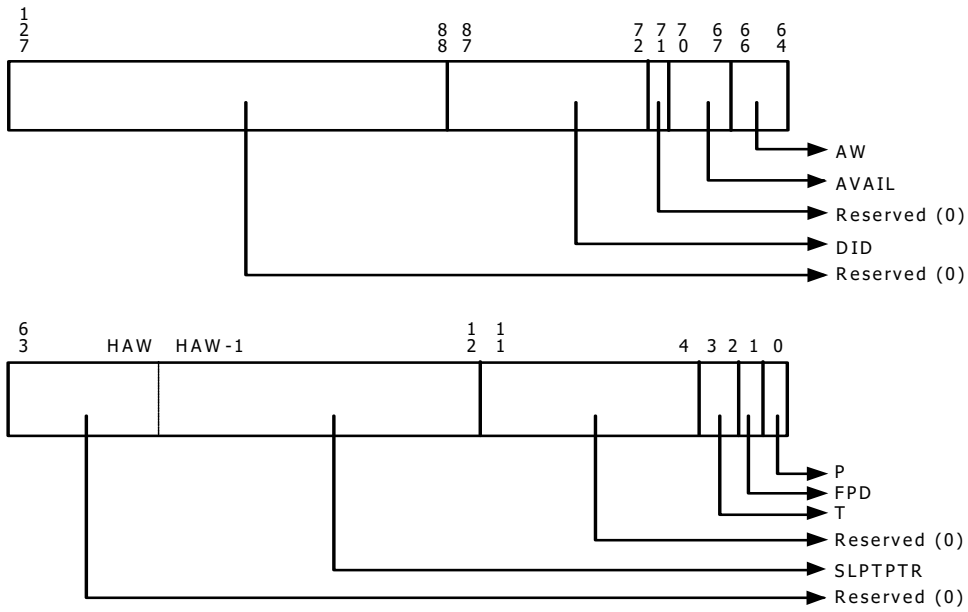 127 88 87 72 71 70 67 66 64
AW
AVAIL
Reserved (0)
DID
Reserved (0)
63 HAW HAW-1 12 11 4 3 2 1 0
P
FPD
T
Reserved (0)
SLPTPTR
Reserved (0)